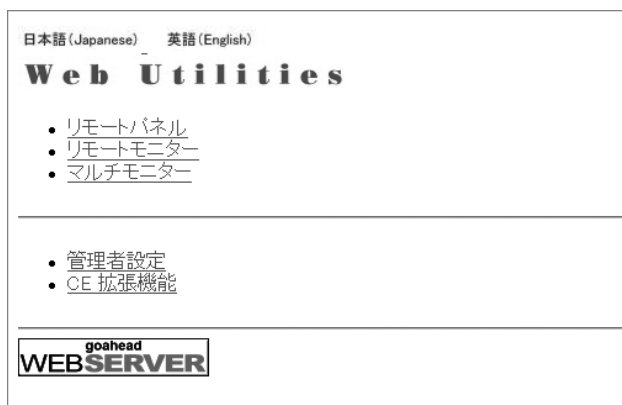 日本語(Japanese) 英語(English)
Web Utilities
リモートパネル
リモートモニター
マルチモニター
管理者設定
CE 拡張機能
goahead
WEBSERVER